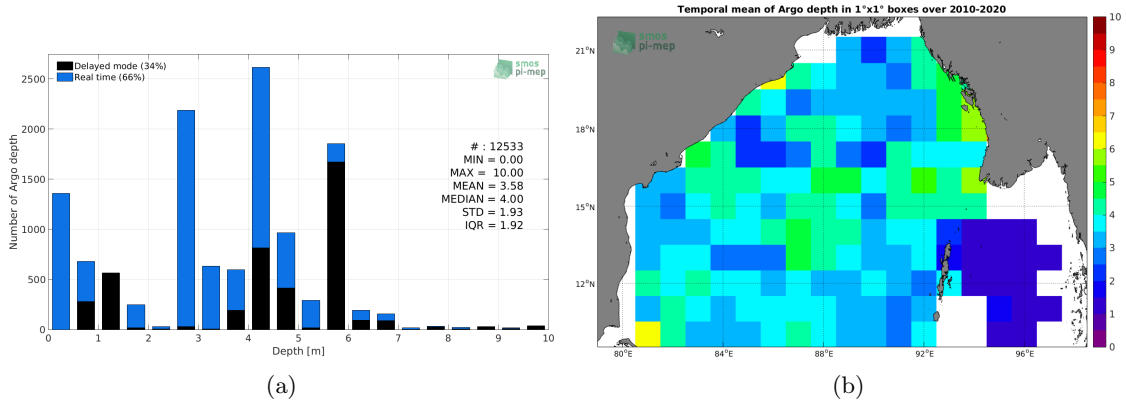 Delayed mode (34%)
Real time (66%)
smos
pi-mep
# : 12533
MIN = 0.00
MAX = 10.00
MEAN = 3.58
MEDIAN = 4.00
STD = 1.93
IQR = 1.92
Number of Argo depth
2500
2000
1500
1000
500
0
0 1 2 3 4 5 6 7 8 9 10
Depth [m]
(a)
Temporal mean of Argo depth in 1°x1° boxes over 2010-2020
smos
pi-mep
21°N
18°N
15°N
12°N
80°E 84°E 88°E 92°E 96°E
10
9
8
7
6
5
4
3
2
1
0
(b)